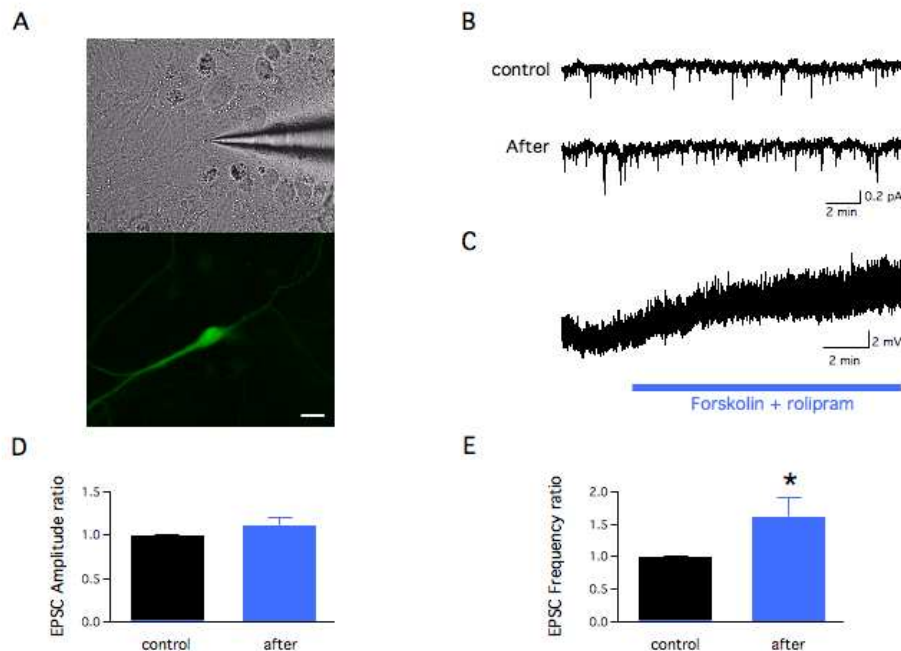 A
B
control
After
0.2 pA
2 min
C
2 mV
2 min
Forskolin + rolipram
D
EPSC Amplitude ratio
1.5
1.0
0.5
0.0
control
after
E
EPSC Frequency ratio
2.0
1.5
1.0
0.5
0.0
*
control
after